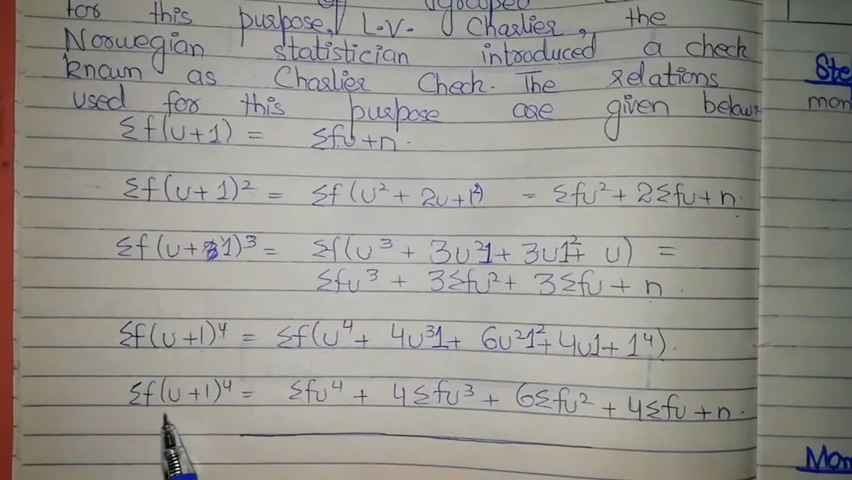 for this purpose, L.V. Charlier, the
Norwegian statistician introduced a check
known as Charlier Check. The relations
used for this purpose are given below
Σf(u+1) = Σfu+n.
Σf(u+1)² = Σf(u²+2u+1²) = Σfu²+2Σfu+n.
Σf(u+1)³ = Σf(u³ + 3u²1 + 3u1² + u) =
Σfu³ + 3Σfu² + 3Σfu + n.
Σf(u+1)⁴ = Σf(u⁴ + 4u³1 + 6u²1² + 4u1 + 1⁴).
Σf(u+1)⁴ = Σfu⁴ + 4Σfu³ + 6Σfu² + 4Σfu + n.
Ste
mon
Mon